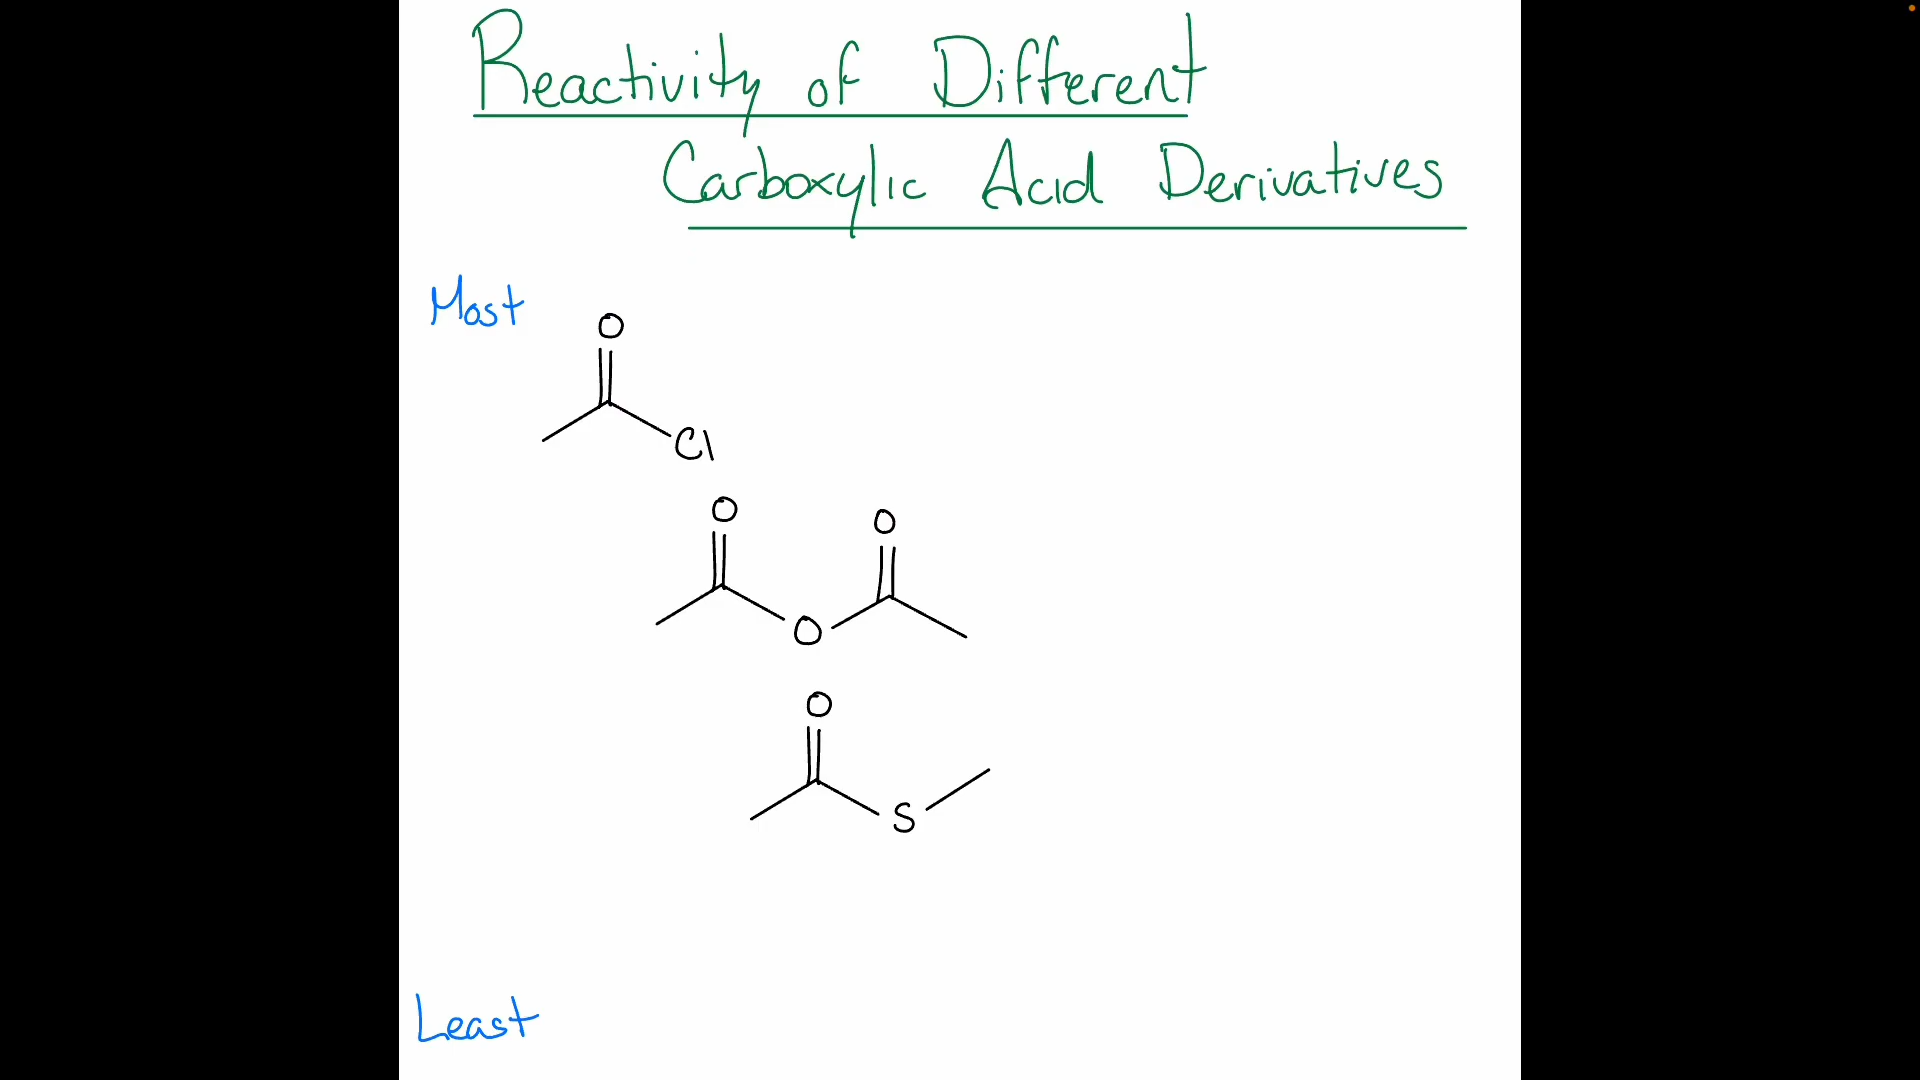 Reactivity of Different
Carboxylic Acid Derivatives
Most
O
Cl
O O
O
O
S
Least